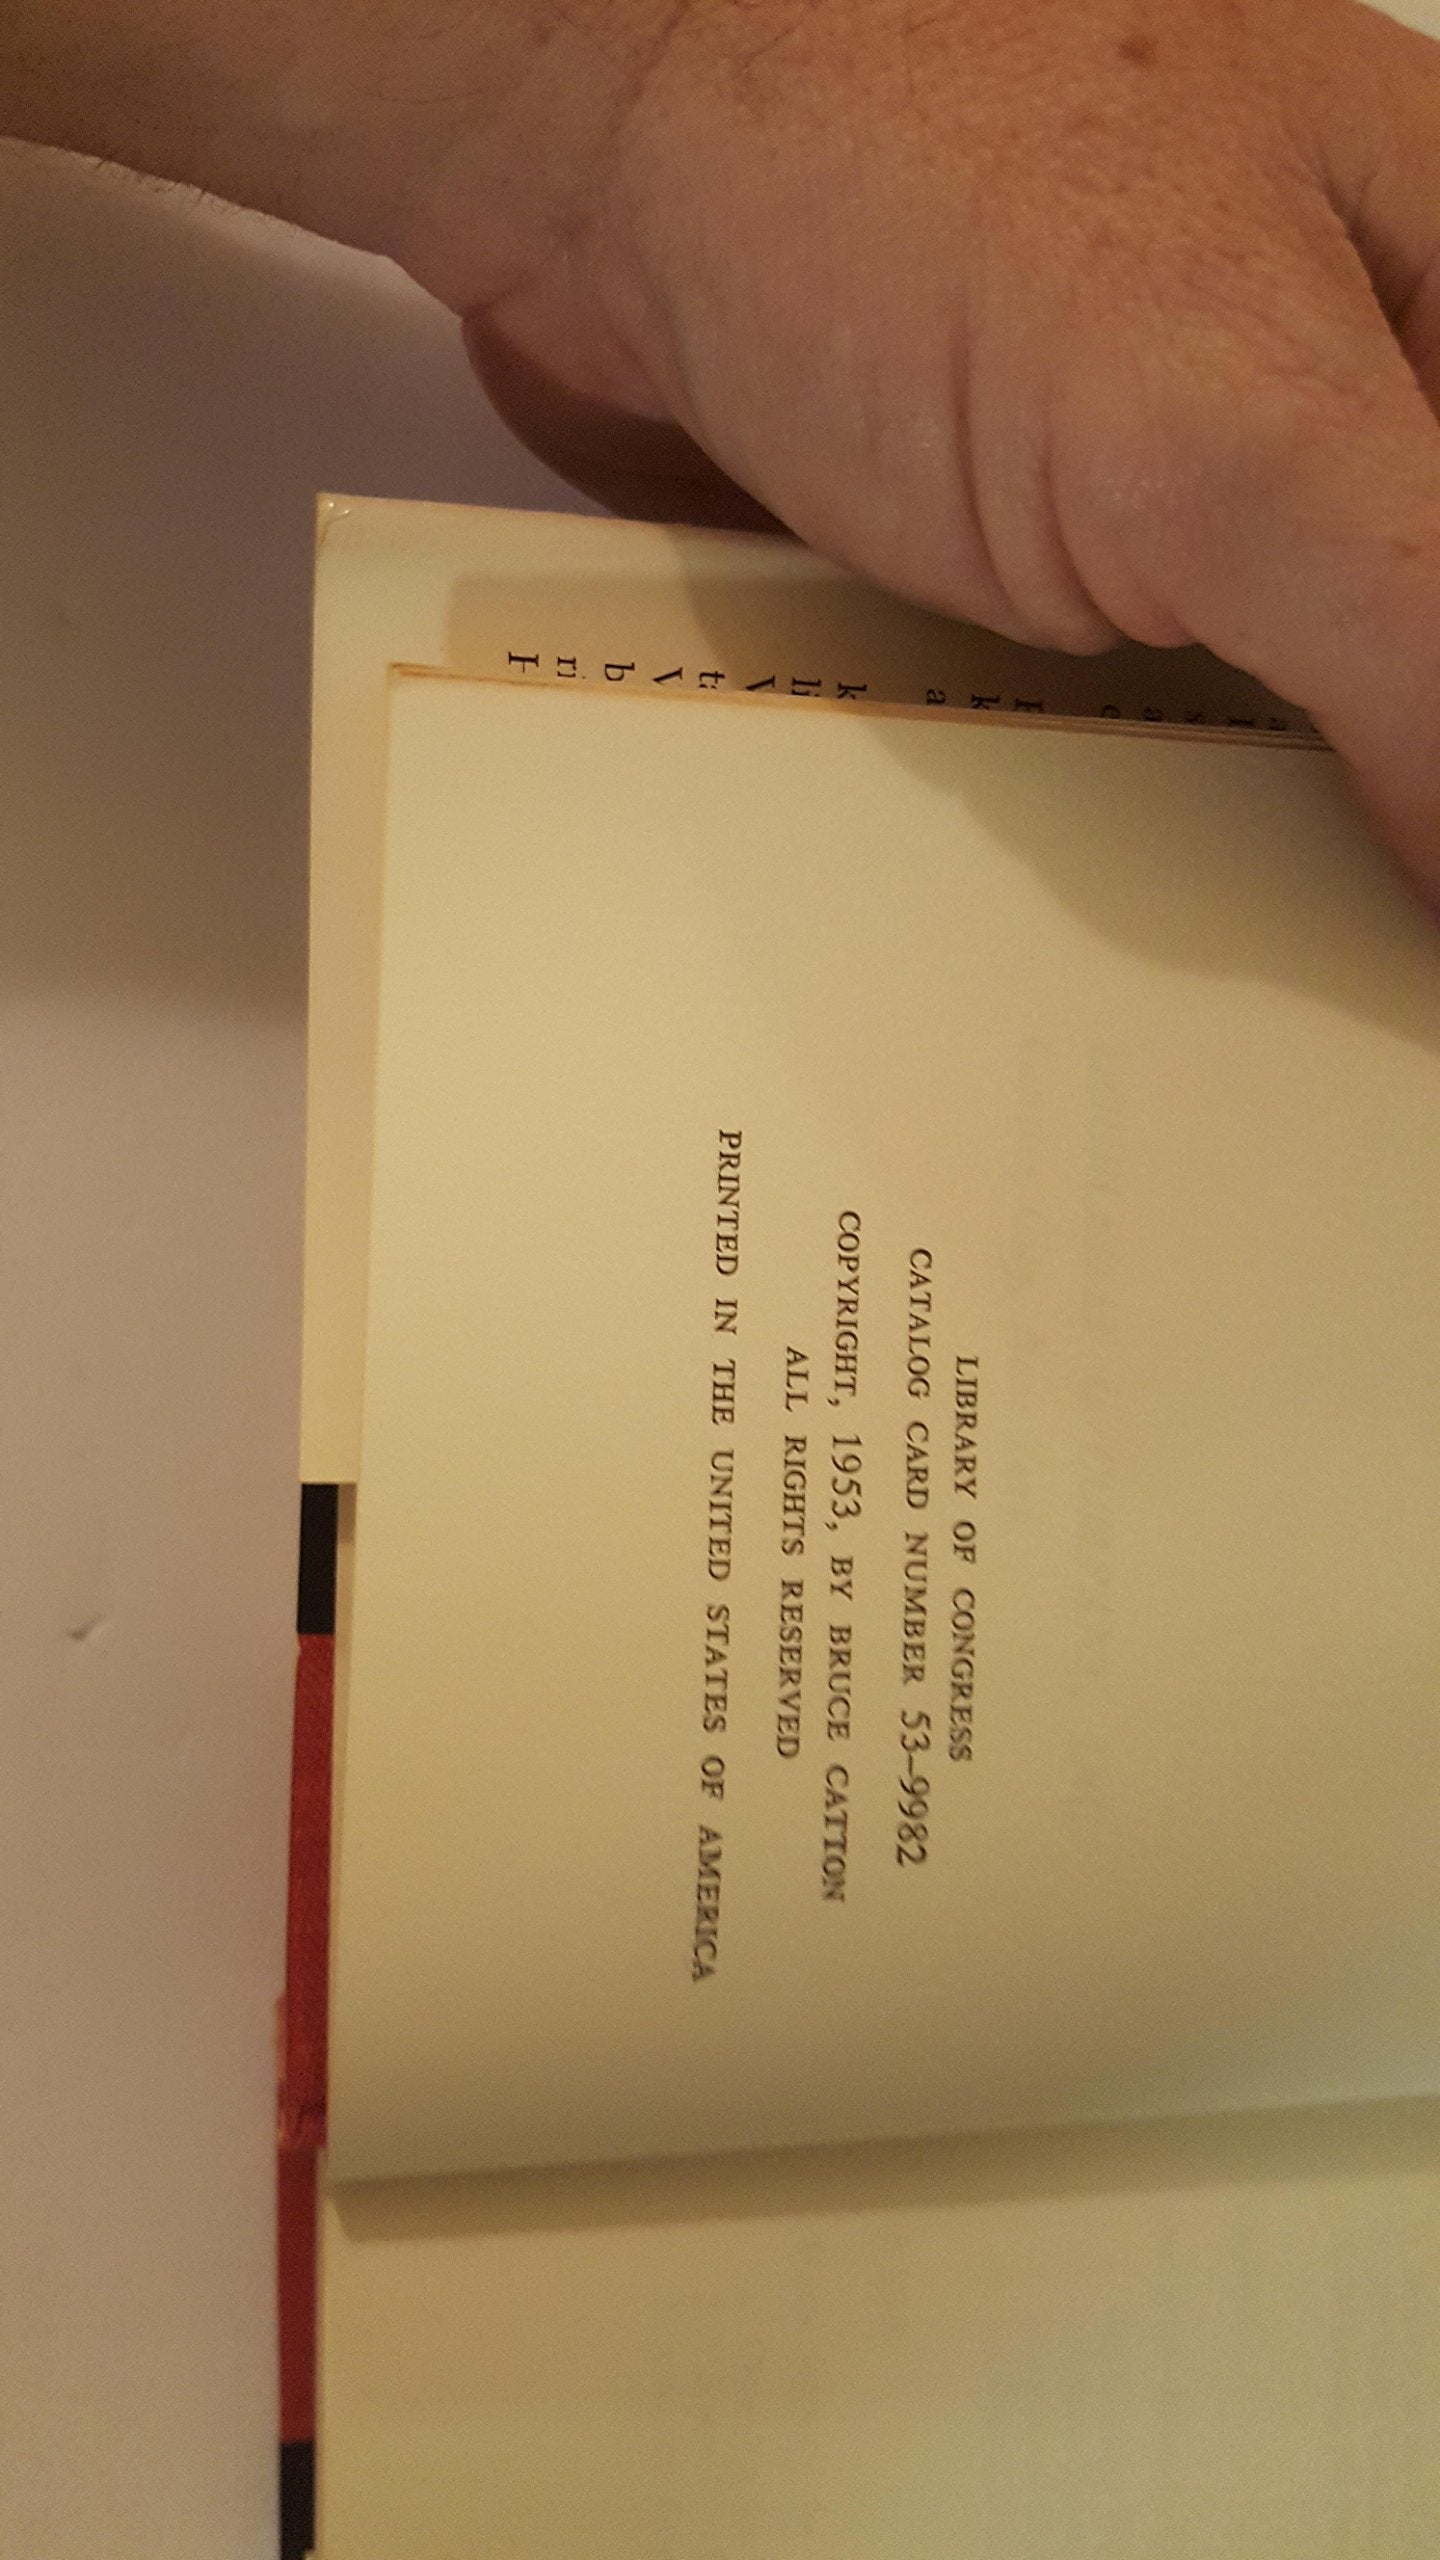 LIBRARY OF CONGRESS
CATALOG CARD NUMBER 53–9982
COPYRIGHT, 1953, BY BRUCE CATTON
ALL RIGHTS RESERVED
PRINTED IN THE UNITED STATES OF AMERICA